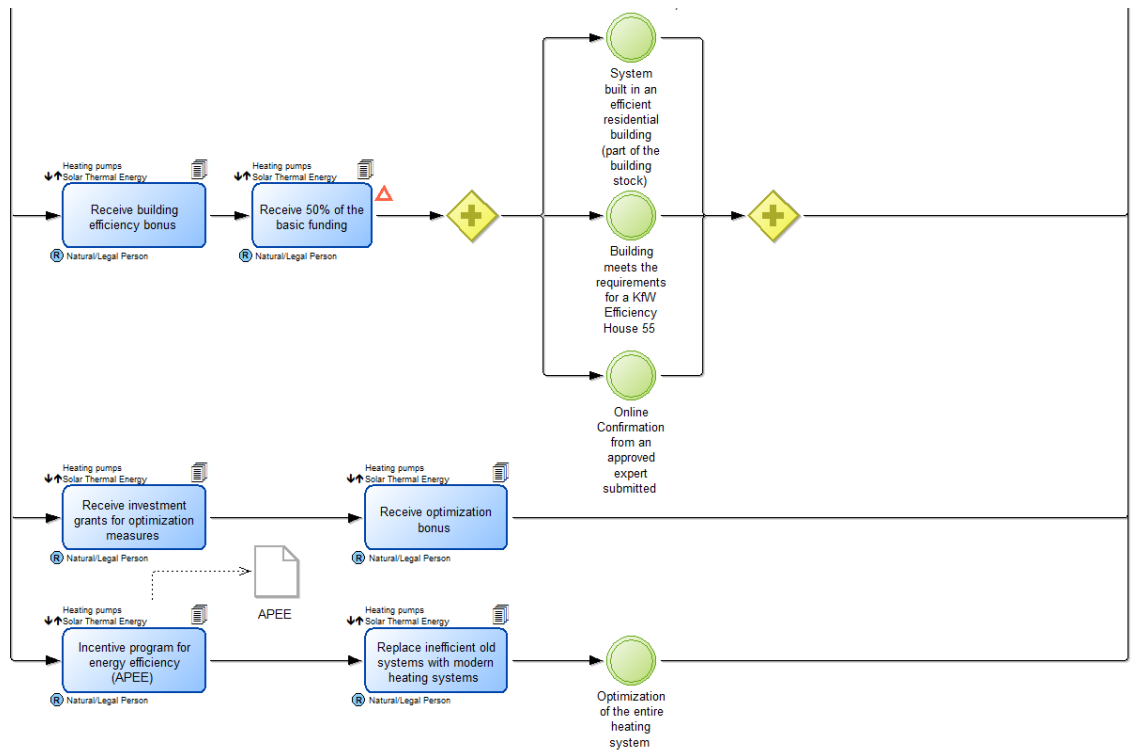 System
built in an
efficient
residential
building
(part of the
building
stock)
Heating pumps
Solar Thermal Energy
Receive building
efficiency bonus
R Natural/Legal Person
Heating pumps
Solar Thermal Energy
Receive 50% of the
basic funding
R Natural/Legal Person
Building
meets the
requirements
for a KfW
Efficiency
House 55
Online
Confirmation
from an
approved
expert
submitted
Heating pumps
Solar Thermal Energy
Receive investment
grants for optimization
measures
R Natural/Legal Person
Heating pumps
Solar Thermal Energy
Receive optimization
bonus
R Natural/Legal Person
APEE
Heating pumps
Solar Thermal Energy
Incentive program for
energy efficiency
(APEE)
R Natural/Legal Person
Heating pumps
Solar Thermal Energy
Replace inefficient old
systems with modern
heating systems
R Natural/Legal Person
Optimization
of the entire
heating
system